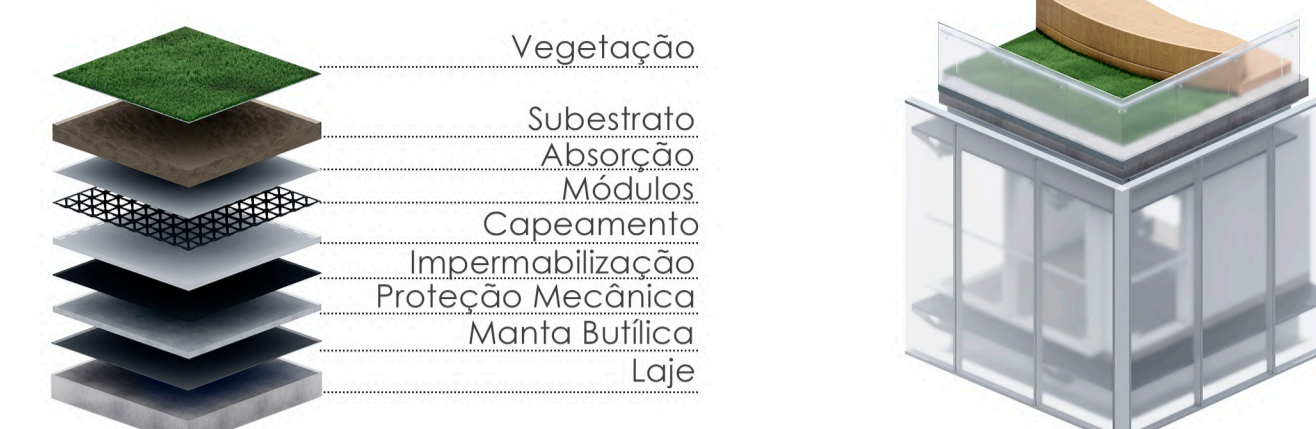 Vegetação
Subestrato
Absorção
Módulos
Capeamento
Impermabilização
Proteção Mecânica
Manta Butílica
Laje